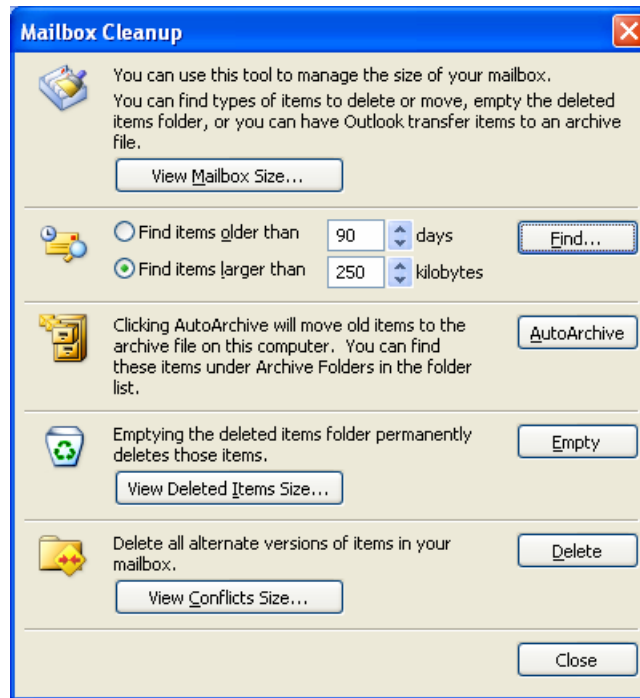 Mailbox Cleanup
You can use this tool to manage the size of your mailbox.
You can find types of items to delete or move, empty the deleted
items folder, or you can have Outlook transfer items to an archive
file.
View Mailbox Size...
Find items older than 90 days
Find...
Find items larger than 250 kilobytes
Clicking AutoArchive will move old items to the
archive file on this computer. You can find
these items under Archive Folders in the folder
list.
AutoArchive
Emptying the deleted items folder permanently
deletes those items.
Empty
View Deleted Items Size...
Delete all alternate versions of items in your
mailbox.
Delete
View Conflicts Size...
Close